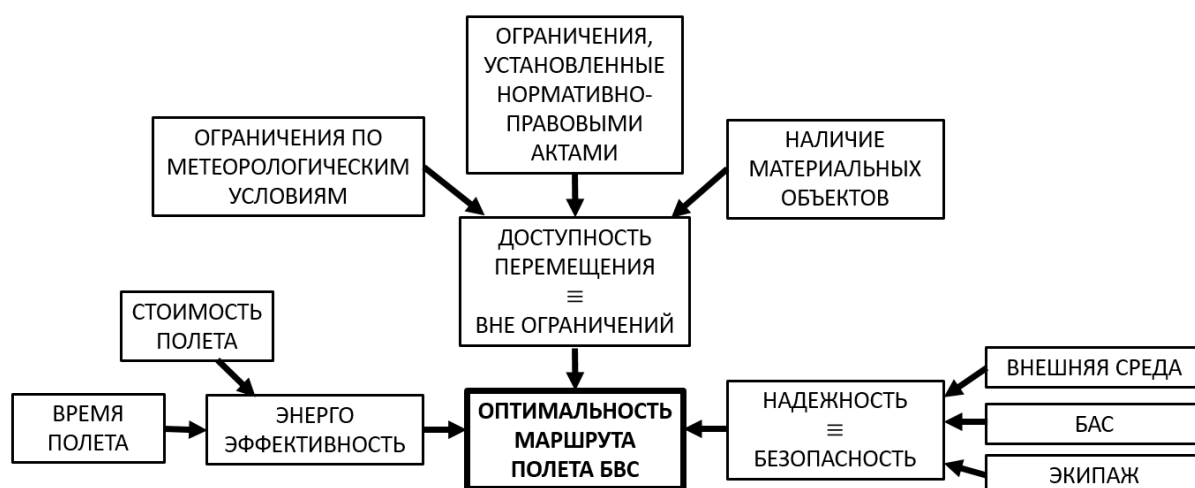 ОГРАНИЧЕНИЯ,
УСТАНОВЛЕННЫЕ
НОРМАТИВНО-
ПРАВОВЫМИ
АКТАМИ
ОГРАНИЧЕНИЯ ПО
МЕТЕОРОЛОГИЧЕСКИМ
УСЛОВИЯМ
НАЛИЧИЕ
МАТЕРИАЛЬНЫХ
ОБЪЕКТОВ
ДОСТУПНОСТЬ
ПЕРЕМЕЩЕНИЯ
≡
ВНЕ ОГРАНИЧЕНИЙ
СТОИМОСТЬ
ПОЛЕТА
ВРЕМЯ
ПОЛЕТА
ЭНЕРГО
ЭФФЕКТИВНОСТЬ
ОПТИМАЛЬНОСТЬ
МАРШРУТА
ПОЛЕТА БВС
НАДЕЖНОСТЬ
≡
БЕЗОПАСНОСТЬ
ВНЕШНЯЯ СРЕДА
БАС
ЭКИПАЖ